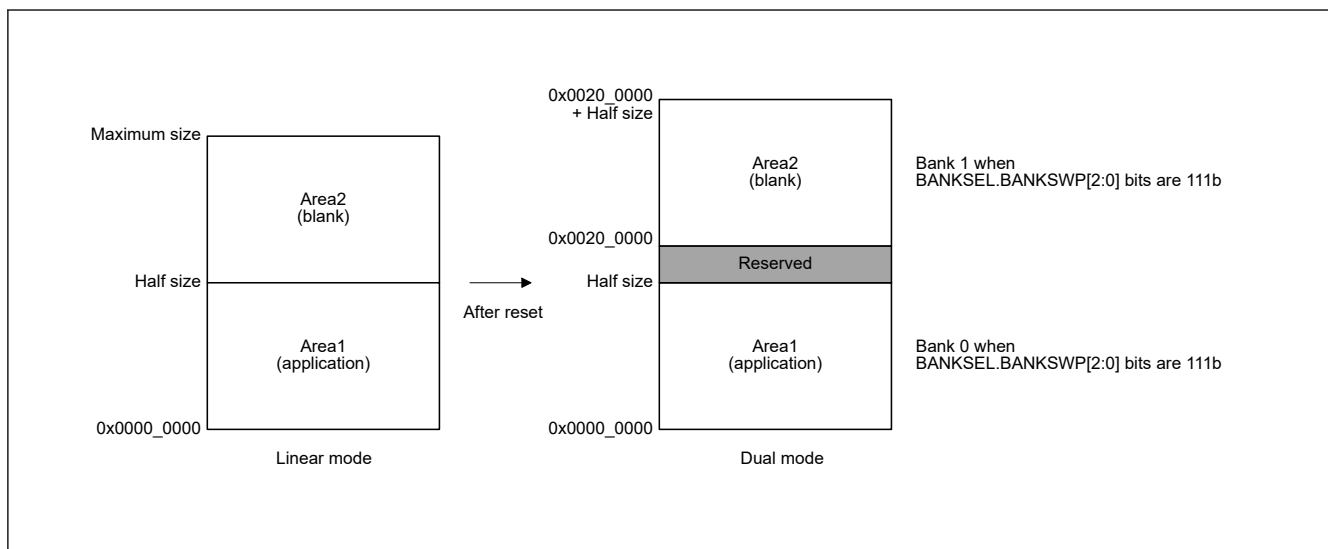 Maximum size
Area2
(blank)
Half size
Area1
(application)
0x0000_0000
Linear mode
After reset
0x0020_0000
+ Half size
Area2
(blank)
0x0020_0000
Reserved
Half size
Area1
(application)
0x0000_0000
Dual mode
Bank 1 when
BANKSEL.BANKSWP[2:0] bits are 111b
Bank 0 when
BANKSEL.BANKSWP[2:0] bits are 111b